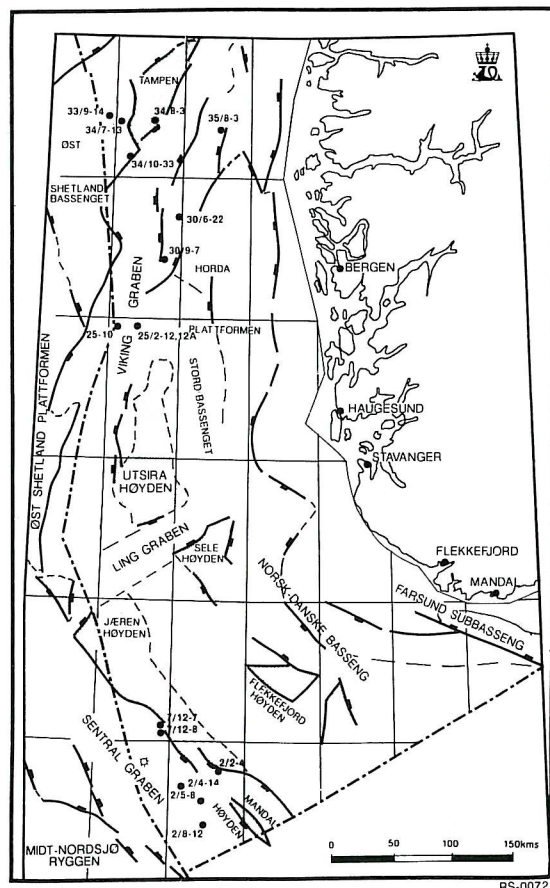 TAMPEN
33/9-14
34/8-3
35/8-3
34/7-13
ØST
34/10-33
SHETLAND
BASSENGET
30/6-22
30/9-7
HORDA
BERGEN
GRABEN
25-10
25/2-12,12A
PLATTFORMEN
VIKING
STORD BASSENGET
HAUGESUND
STAVANGER
ØST SHETLAND PLATTFORMEN
UTSIRA
HØYDEN
LING GRABEN
SELE
HØYDEN
FLEKKEFJORD
MANDAL
NORSK-DANSKE BASSENG
FARSUND SUBBASSENG
JÆREN
HØYDEN
FLEKKEFJORD
HØYDEN
7/12-7
7/12-8
SENTRAL GRABEN
2/2-4
2/4-14
2/5-8
MANDAL
HØYDEN
2/8-12
MIDT-NORDSJØ
RYGGEN
0 50 100 150kms
RS-0072